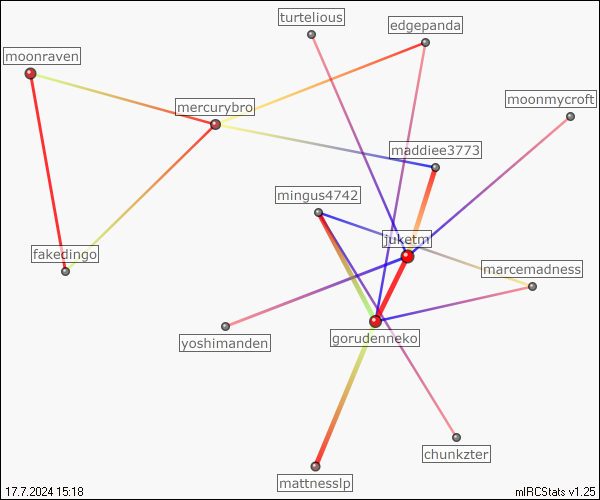 turtelious
edgepanda
moonraven
mercurybro
moonmycroft
maddiee3773
mingus4742
juketm
fakedingo
marcemadness
yoshimanden
gorudenneko
chunkzter
mattnesslp
17.7.2024 15:18
mIRCStats v1.25